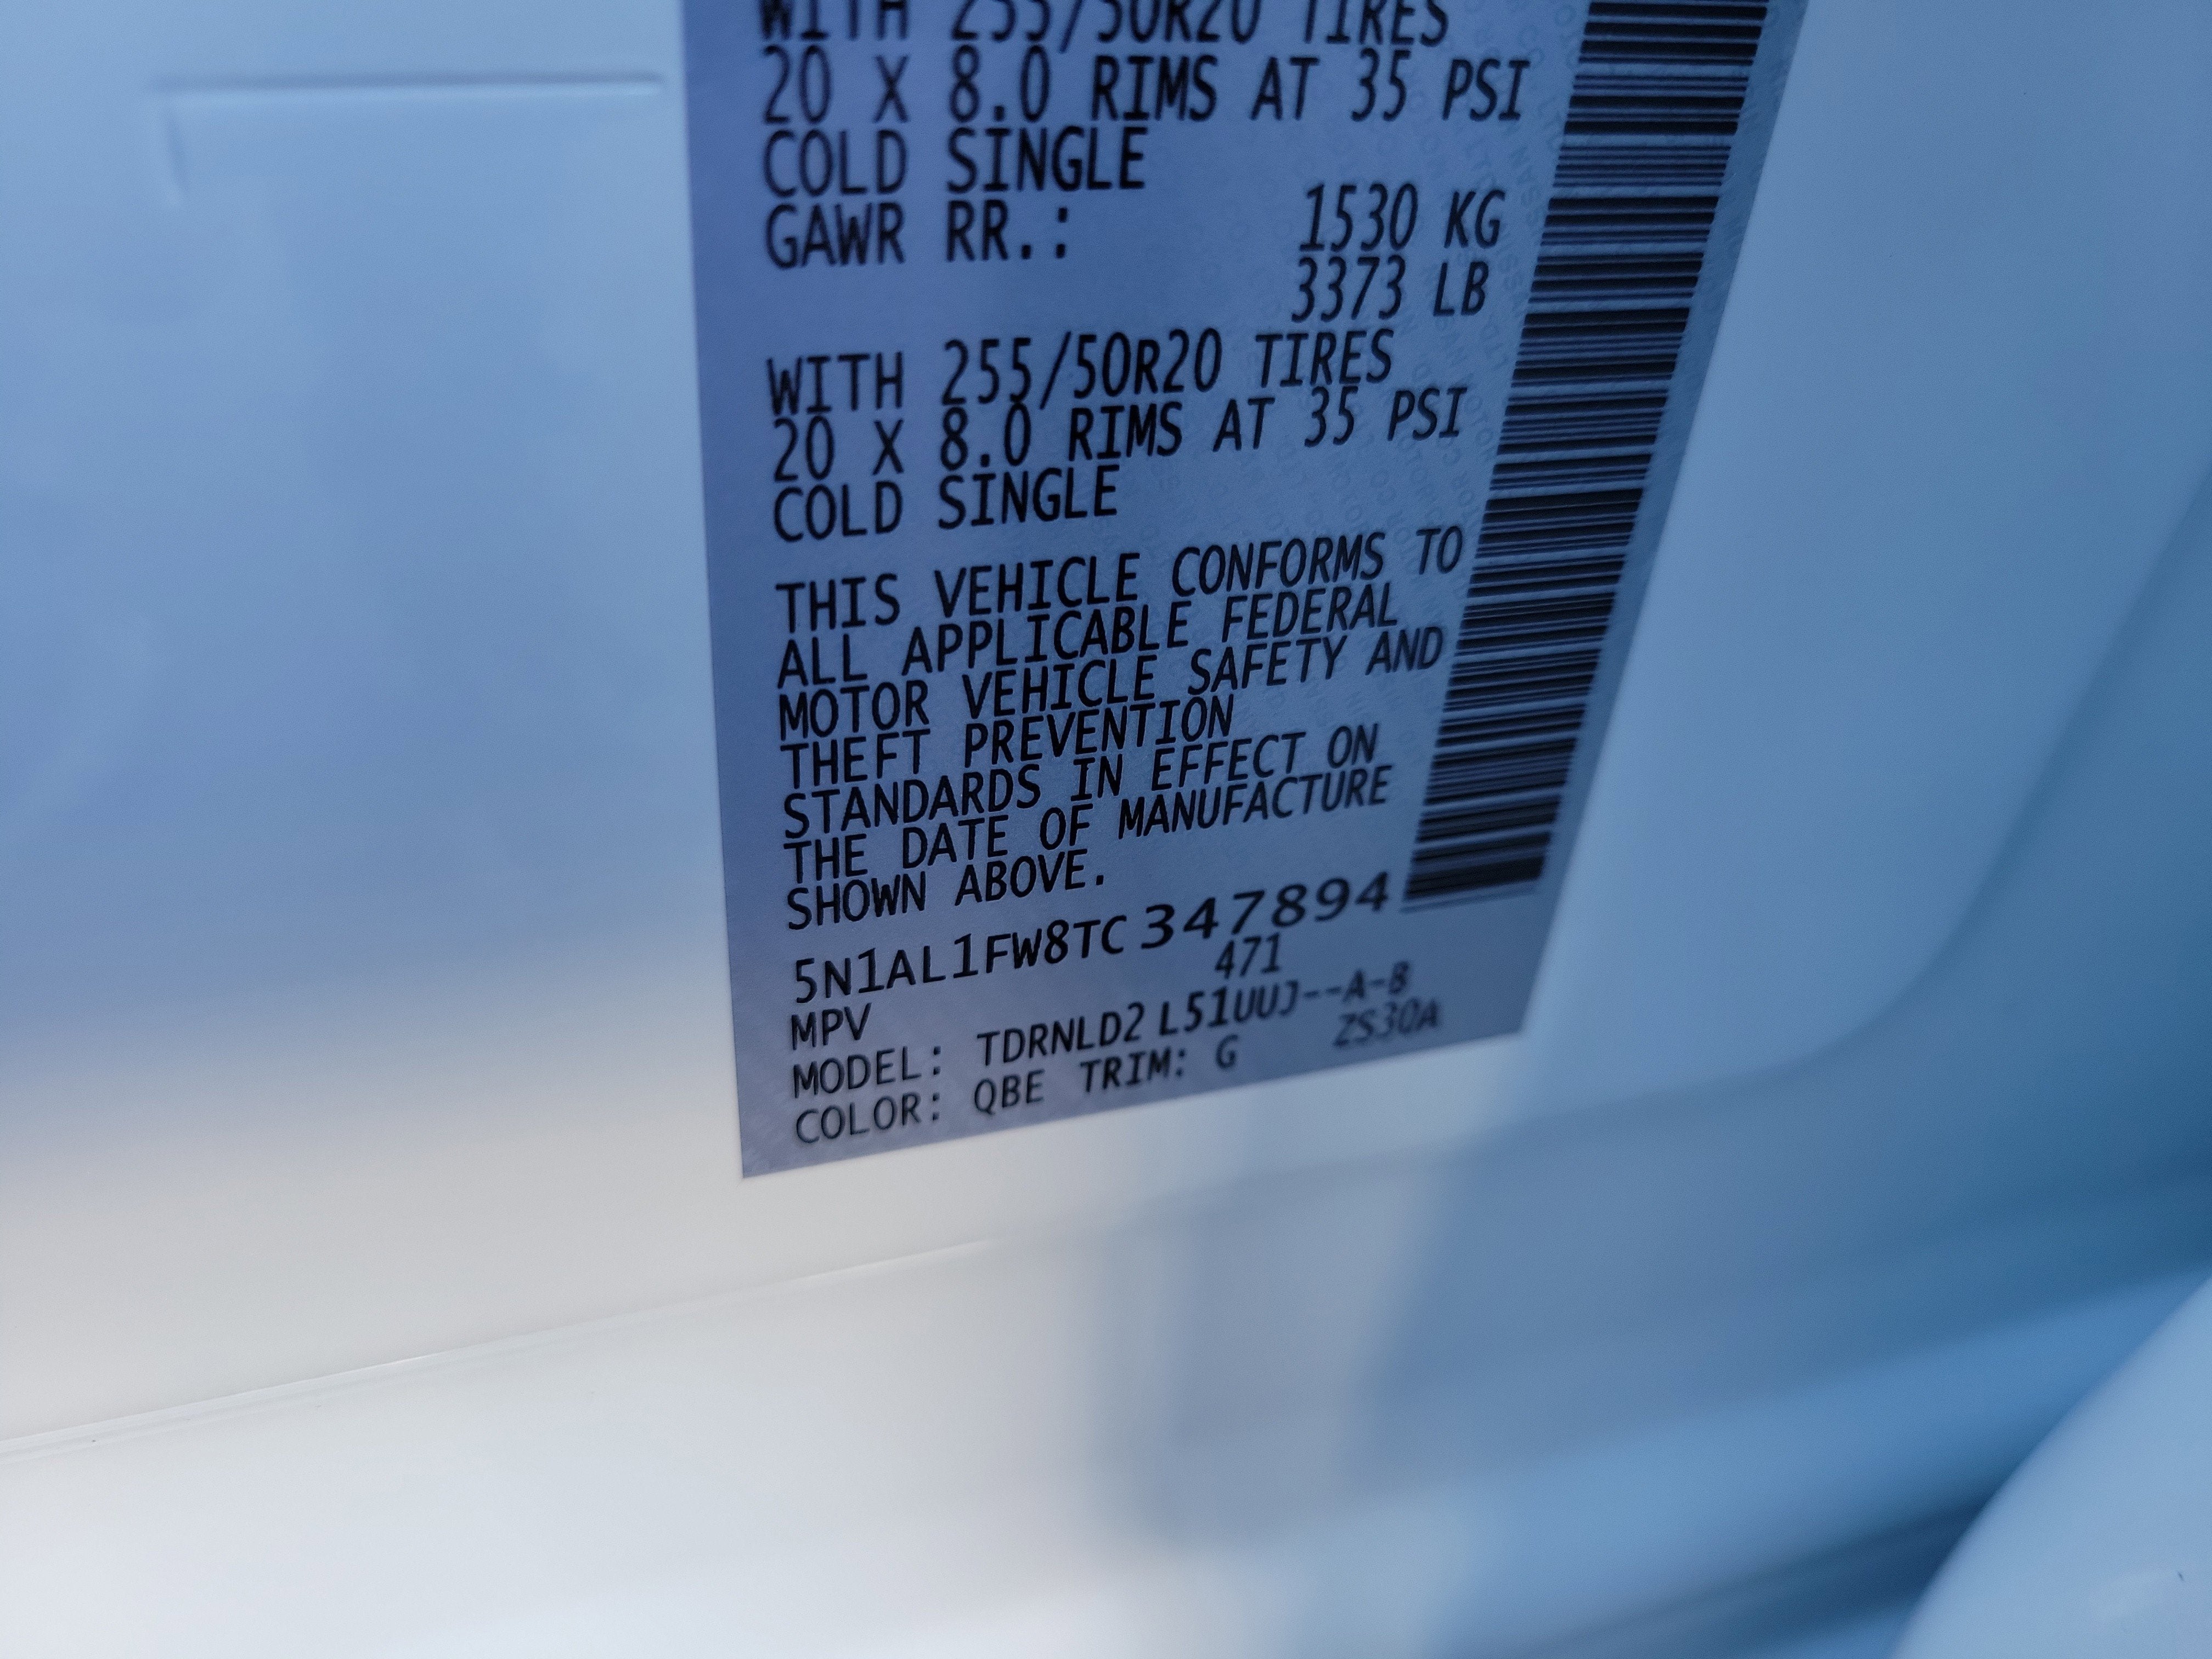 WITH 255/50R20 TIRES
20 X 8.0 RIMS AT 35 PSI
COLD SINGLE
GAWR RR.: 1530 KG
3373 LB
WITH 255/50R20 TIRES
20 X 8.0 RIMS AT 35 PSI
COLD SINGLE
THIS VEHICLE CONFORMS TO
ALL APPLICABLE FEDERAL
MOTOR VEHICLE SAFETY AND
THEFT PREVENTION
STANDARDS IN EFFECT ON
THE DATE OF MANUFACTURE
SHOWN ABOVE.
5N1AL1FW8TC347894
MPV 471
MODEL: TDRNLD2 L51UUJ--A-B
COLOR: QBE TRIM: G ZS30A